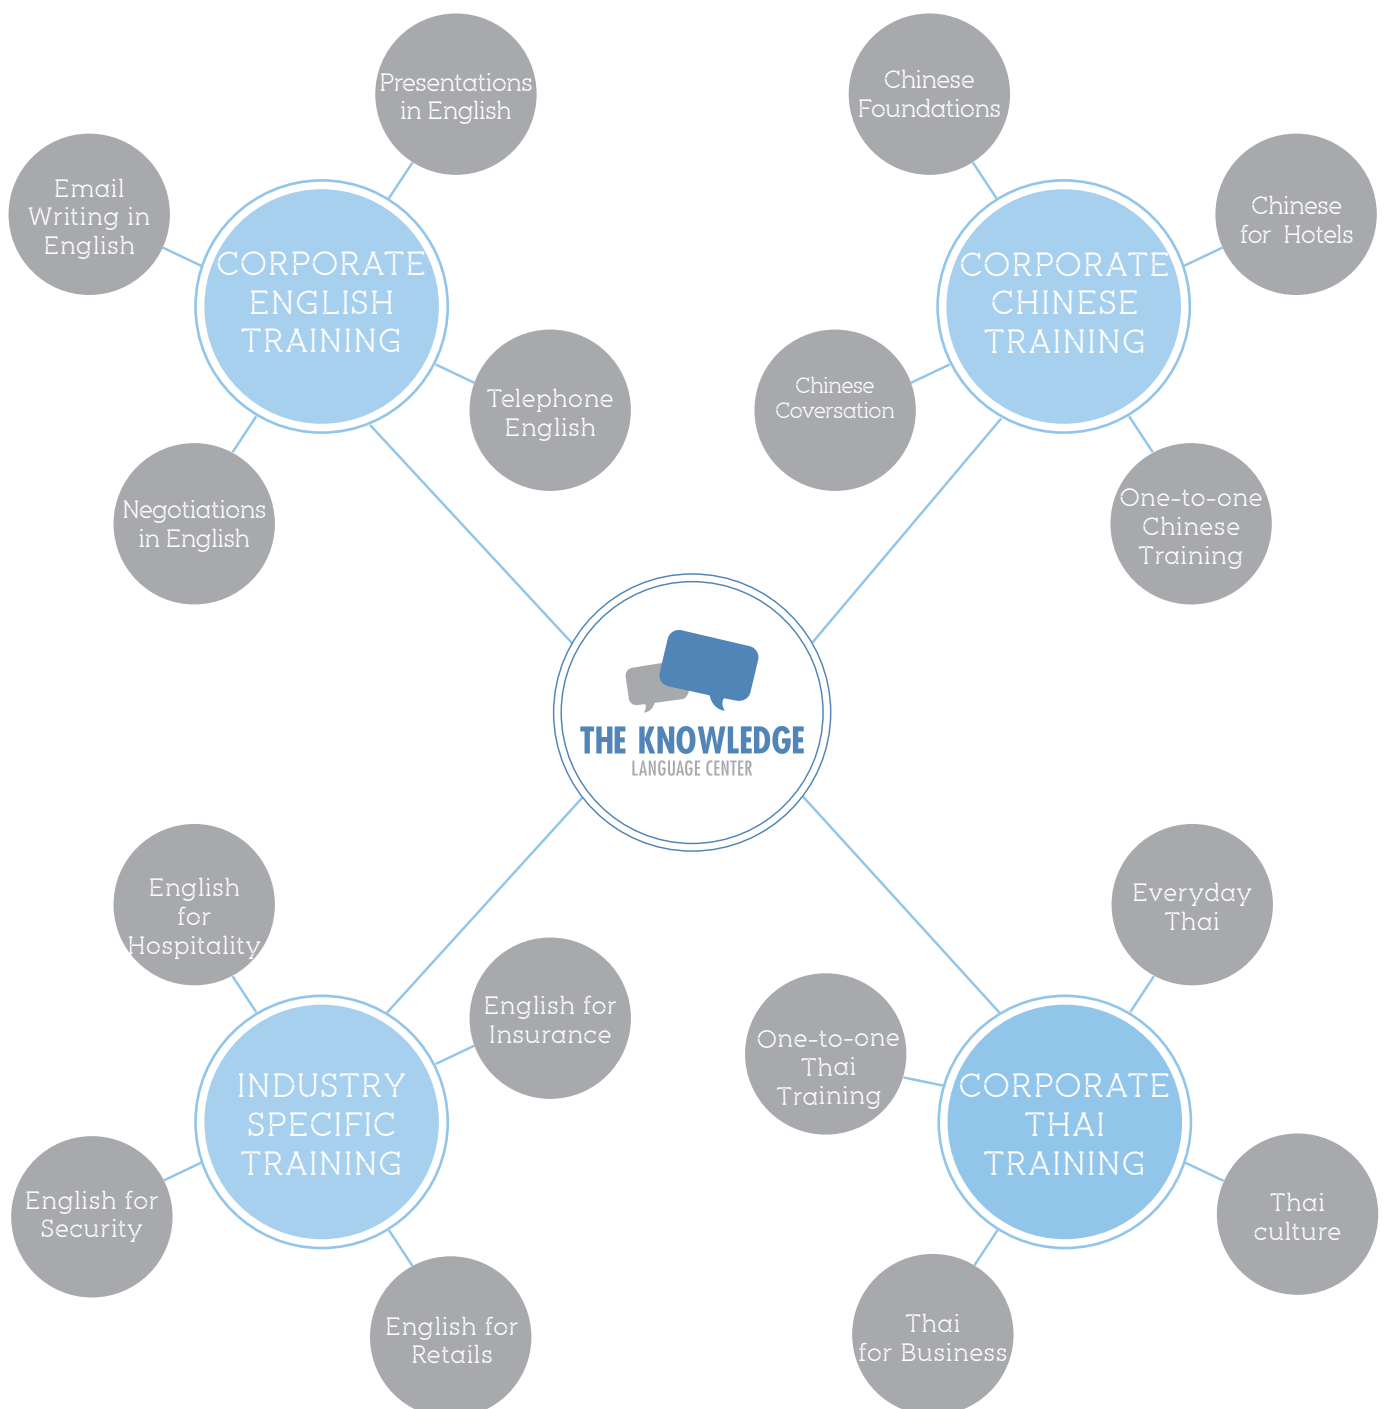 Presentations
in English
Email
Writing in
English
CORPORATE
ENGLISH
TRAINING
Telephone
English
Negotiations
in English
Chinese
Foundations
Chinese
for Hotels
CORPORATE
CHINESE
TRAINING
Chinese
Coversation
One-to-one
Chinese
Training
THE KNOWLEDGE
LANGUAGE CENTER
English
for
Hospitality
English for
Insurance
INDUSTRY
SPECIFIC
TRAINING
English for
Security
English for
Retails
Everyday
Thai
One-to-one
Thai
Training
CORPORATE
THAI
TRAINING
Thai
culture
Thai
for Business